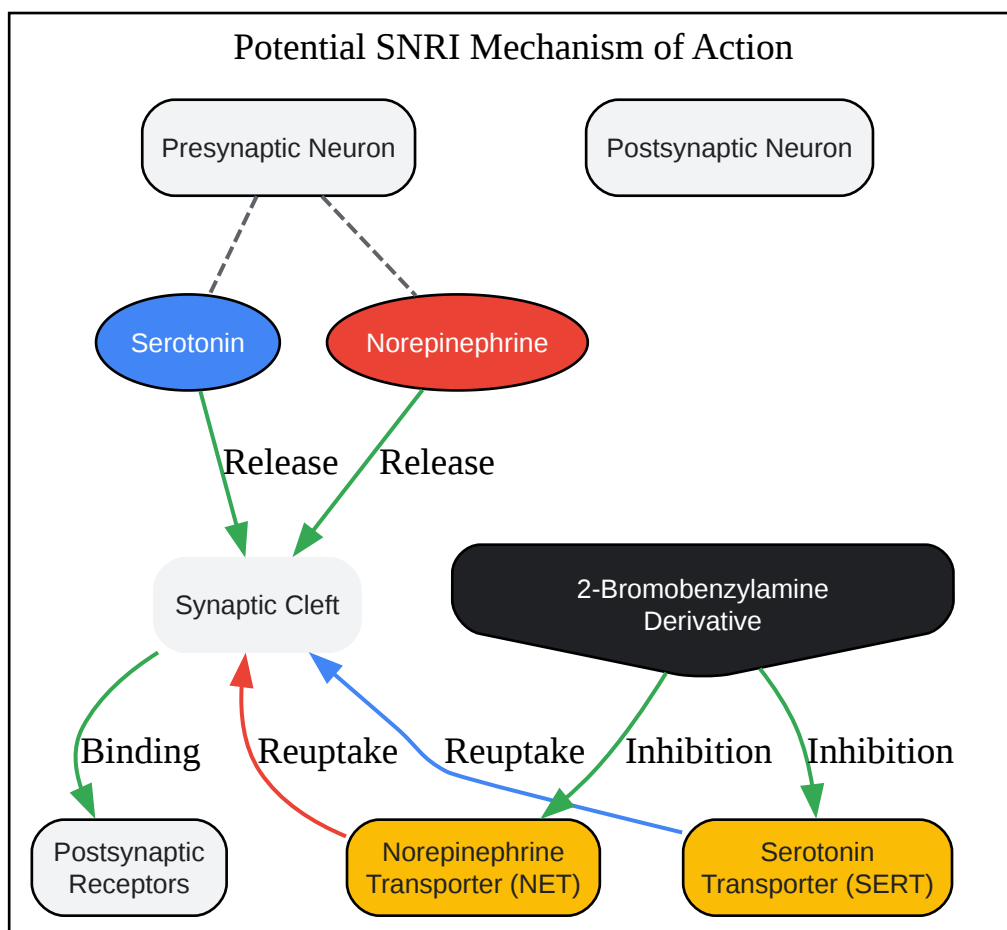 Potential SNRI Mechanism of Action
Presynaptic Neuron
Postsynaptic Neuron
Serotonin
Norepinephrine
Release
Release
Synaptic Cleft
2-Bromobenzylamine
Derivative
Binding
Reuptake
Reuptake
Inhibition
Inhibition
Postsynaptic
Receptors
Norepinephrine
Transporter (NET)
Serotonin
Transporter (SERT)